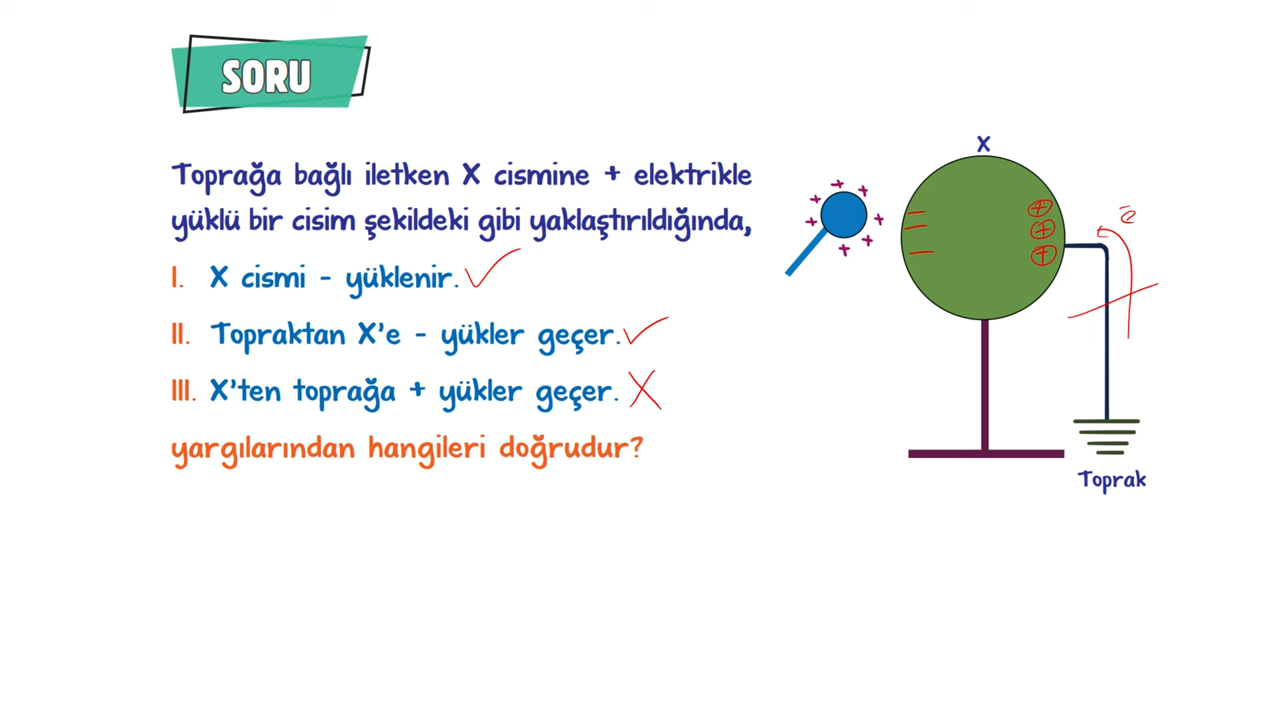 SORU
Toprağa bağlı iletken X cismine + elektrikle
yüklü bir cisim şekildeki gibi yaklaştırıldığında,
I. X cismi - yüklenir.
II. Topraktan X'e - yükler geçer.
III. X'ten toprağa + yükler geçer.
yargılarından hangileri doğrudur?
X
+ + + + + + +
- - -
+ + +
e
Toprak